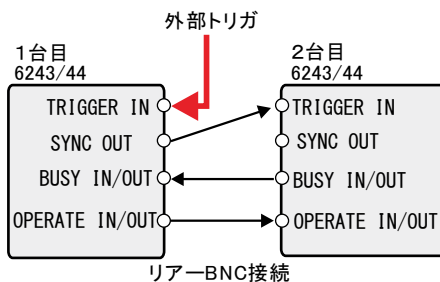 外部トリガ
1台目
6243/44
TRIGGER IN
SYNC OUT
BUSY IN/OUT
OPERATE IN/OUT
2台目
6243/44
TRIGGER IN
SYNC OUT
BUSY IN/OUT
OPERATE IN/OUT
リアーBNC接続